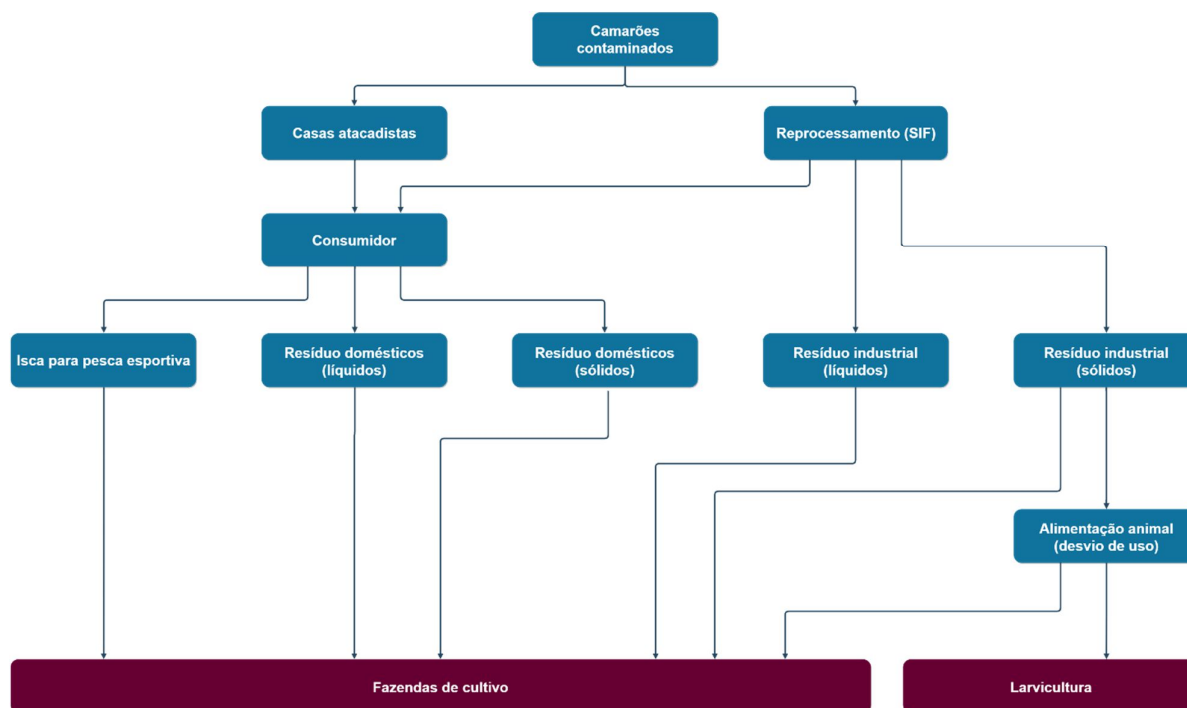 Camarões
contaminados
Casas atacadistas
Reprocessamento (SIF)
Consumidor
Isca para pesca esportiva
Resíduo domésticos
(líquidos)
Resíduo domésticos
(sólidos)
Resíduo industrial
(líquidos)
Resíduo industrial
(sólidos)
Alimentação animal
(desvio de uso)
Fazendas de cultivo
Larvicultura